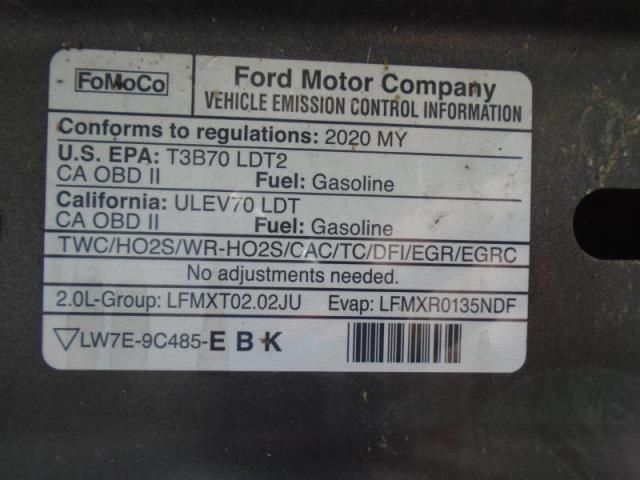 FoMoCo
Ford Motor Company
VEHICLE EMISSION CONTROL INFORMATION
Conforms to regulations: 2020 MY
U.S. EPA: T3B70 LDT2
CA OBD II Fuel: Gasoline
California: ULEV70 LDT
CA OBD II Fuel: Gasoline
TWC/HO2S/WR-HO2S/CAC/TC/DFI/EGR/EGRC
No adjustments needed.
2.0L-Group: LFMXT02.02JU Evap: LFMXR0135NDF
LW7E-9C485-E B K